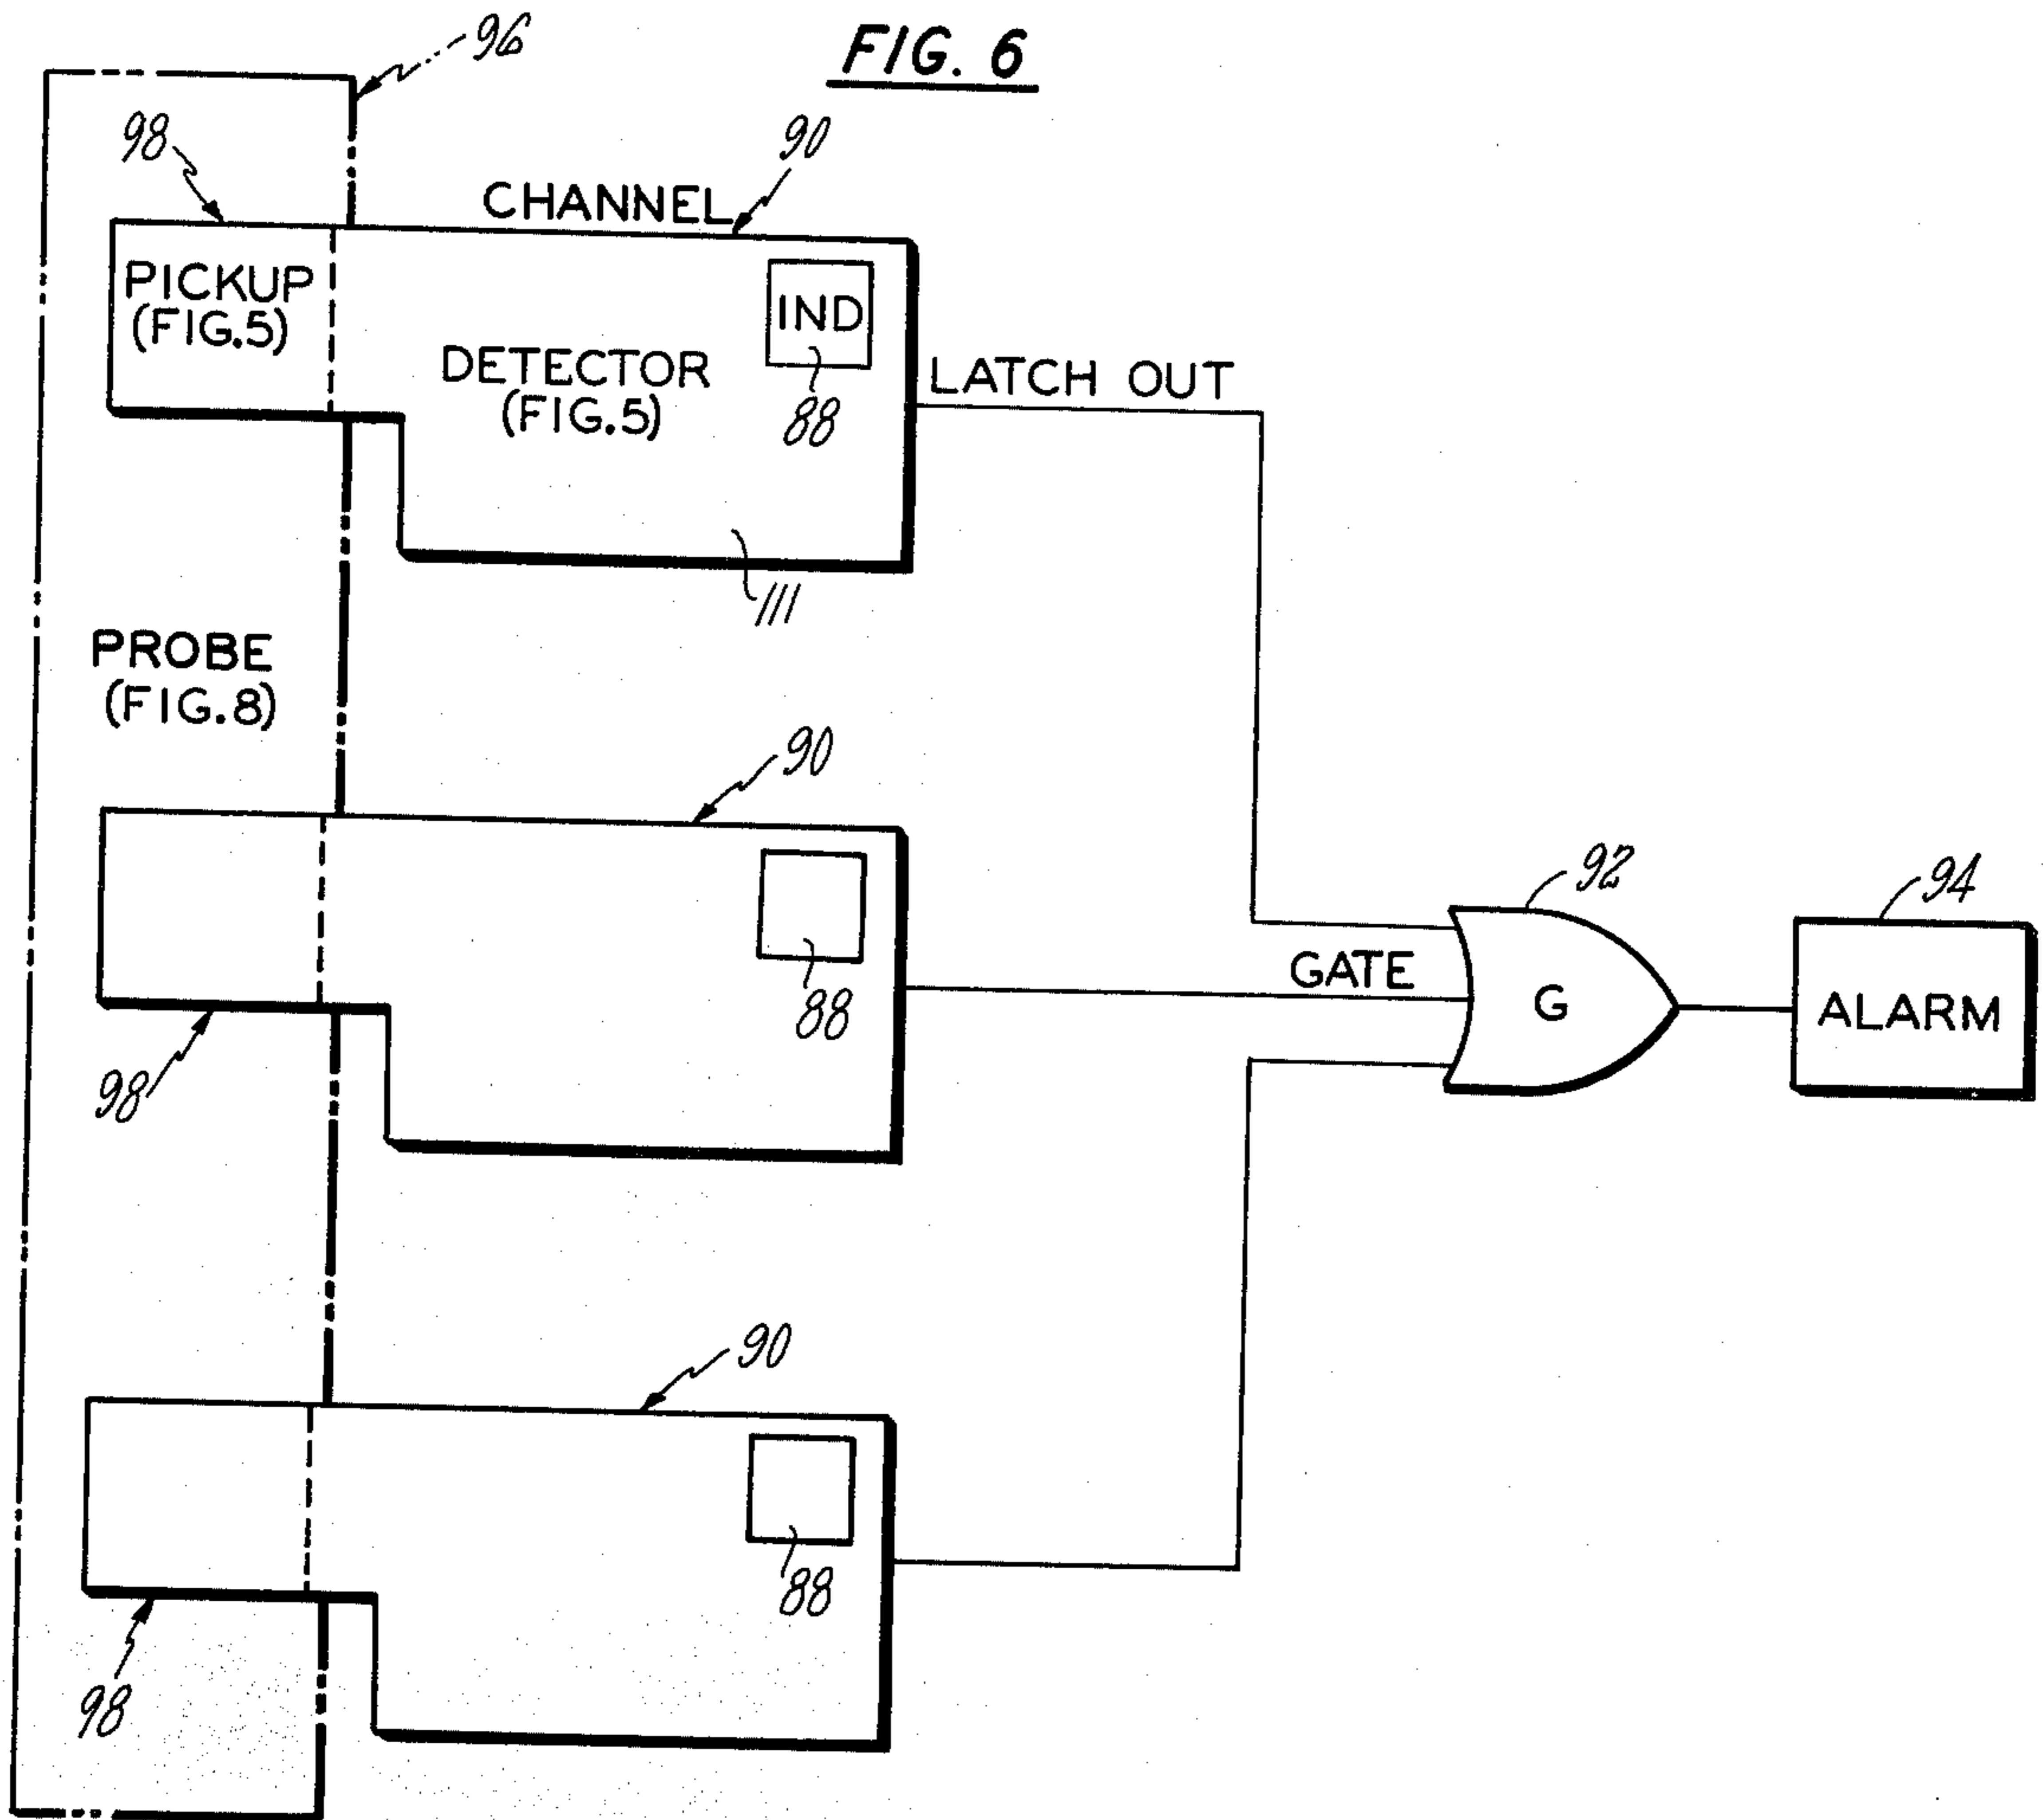 FIG. 6
96
98
90
CHANNEL
PICKUP
(FIG.5)
IND
88
DETECTOR
(FIG.5)
LATCH OUT
111
PROBE
(FIG.8)
90
88
98
GATE
92
G
94
ALARM
90
88
98